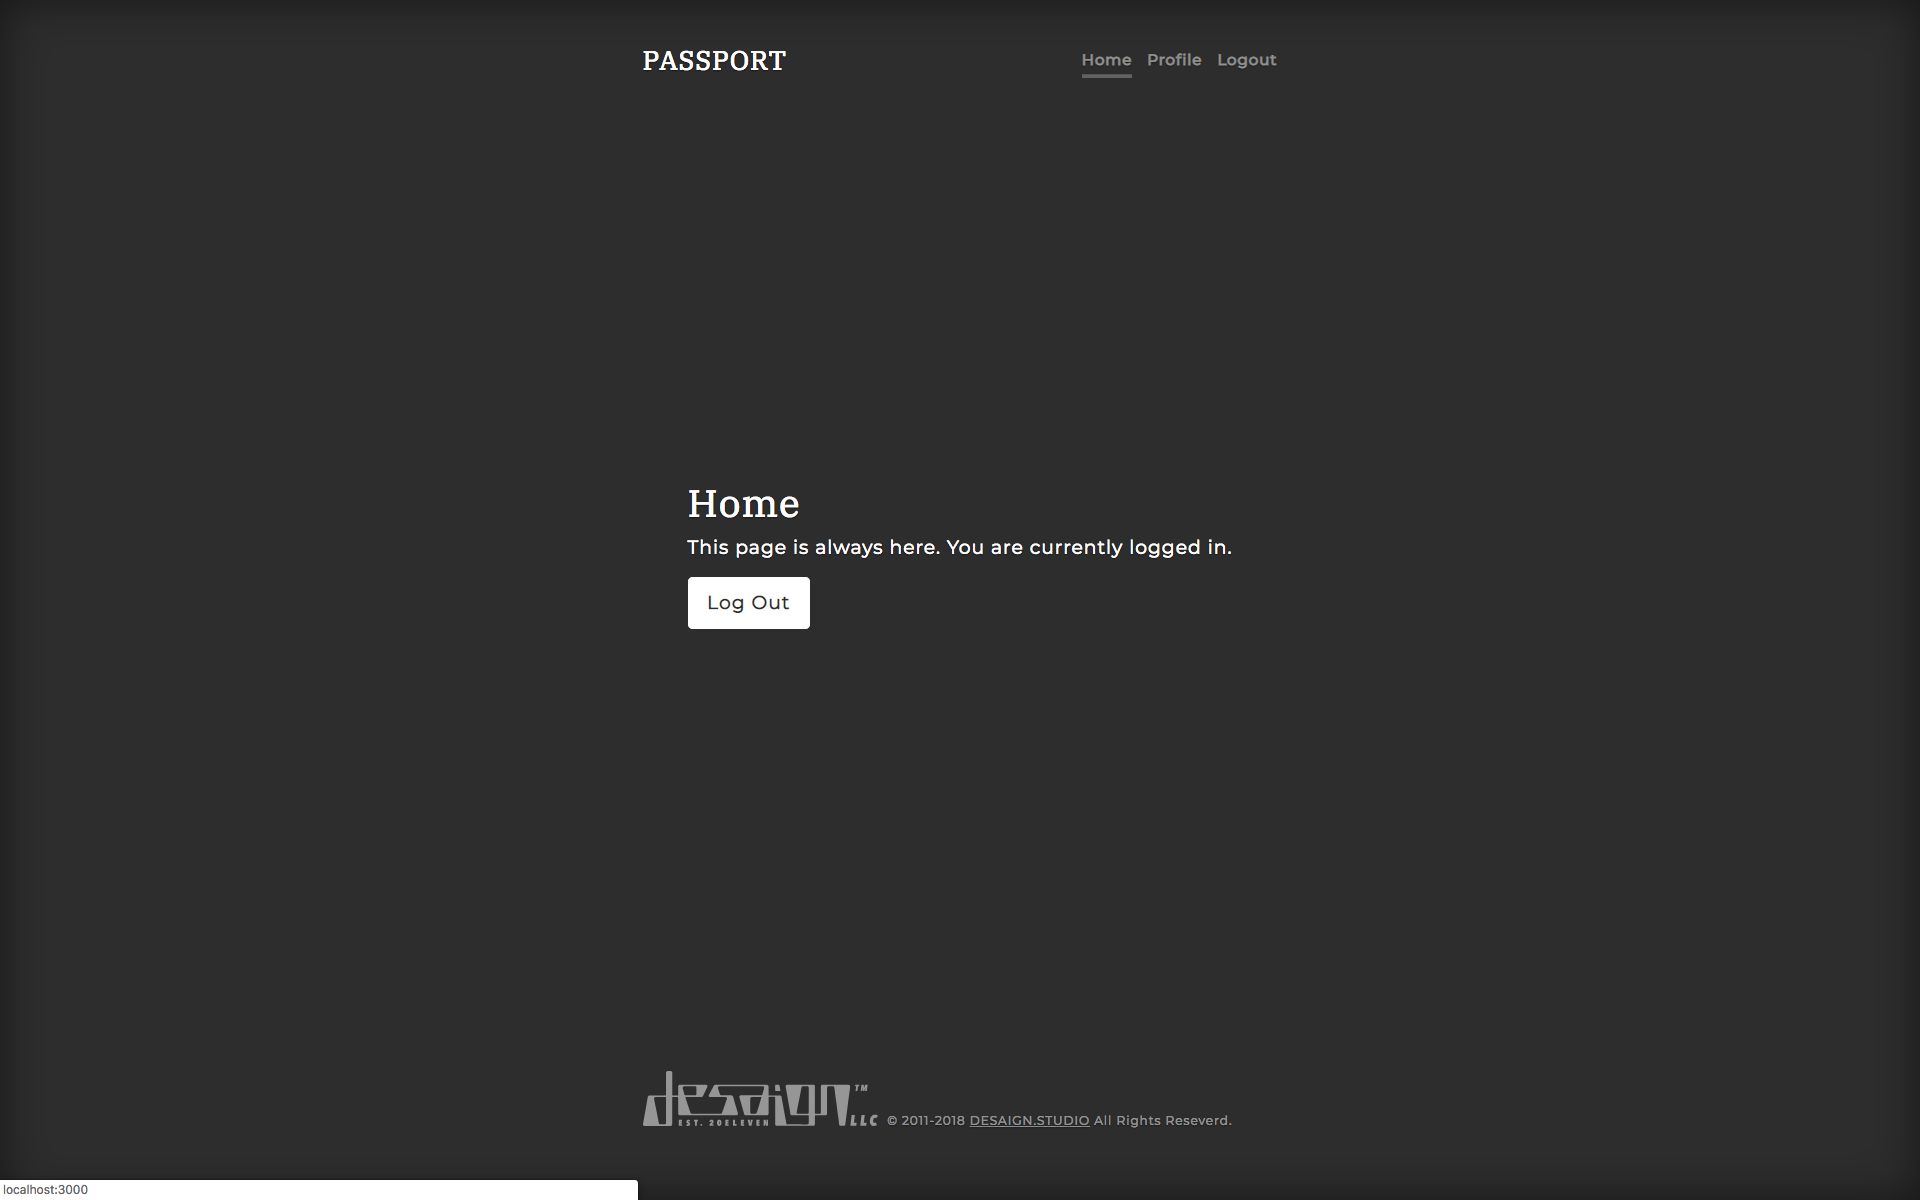 PASSPORT
Home Profile Logout
Home
This page is always here. You are currently logged in.
Log Out
desaign™
EST. 20ELEVEN LLC © 2011-2018 DESAIGN.STUDIO All Rights Reseverd.
localhost:3000